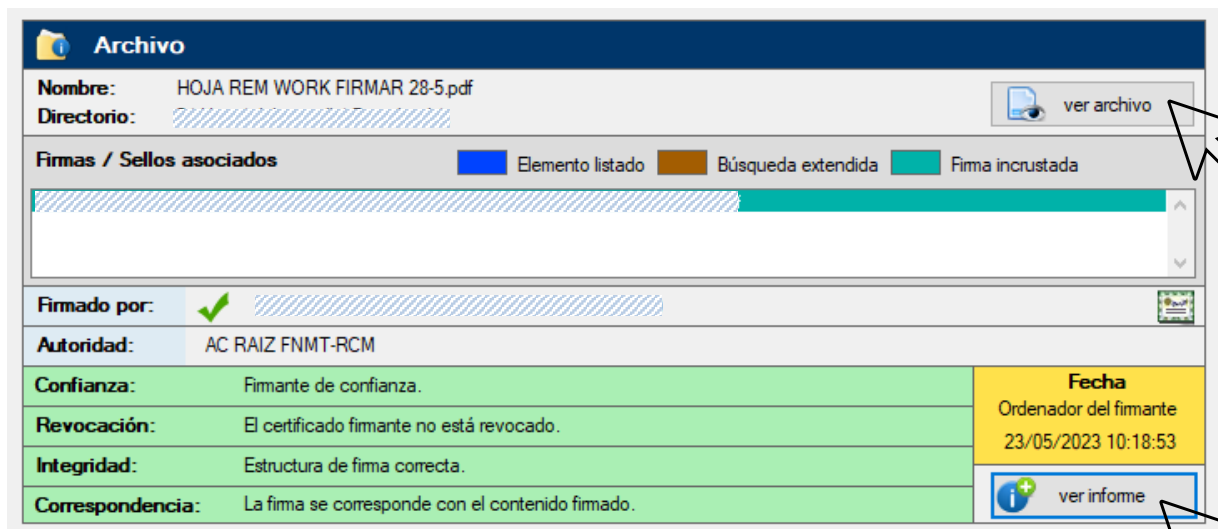 Archivo
Nombre: HOJA REM WORK FIRMAR 28-5.pdf
Directorio:
ver archivo
Firmas / Sellos asociados Elemento listado Búsqueda extendida Firma incrustada
Firmado por:
Autoridad: AC RAIZ FNMT-RCM
Confianza: Firmante de confianza.
Revocación: El certificado firmante no está revocado.
Integridad: Estructura de firma correcta.
Correspondencia: La firma se corresponde con el contenido firmado.
Fecha
Ordenador del firmante
23/05/2023 10:18:53
ver informe